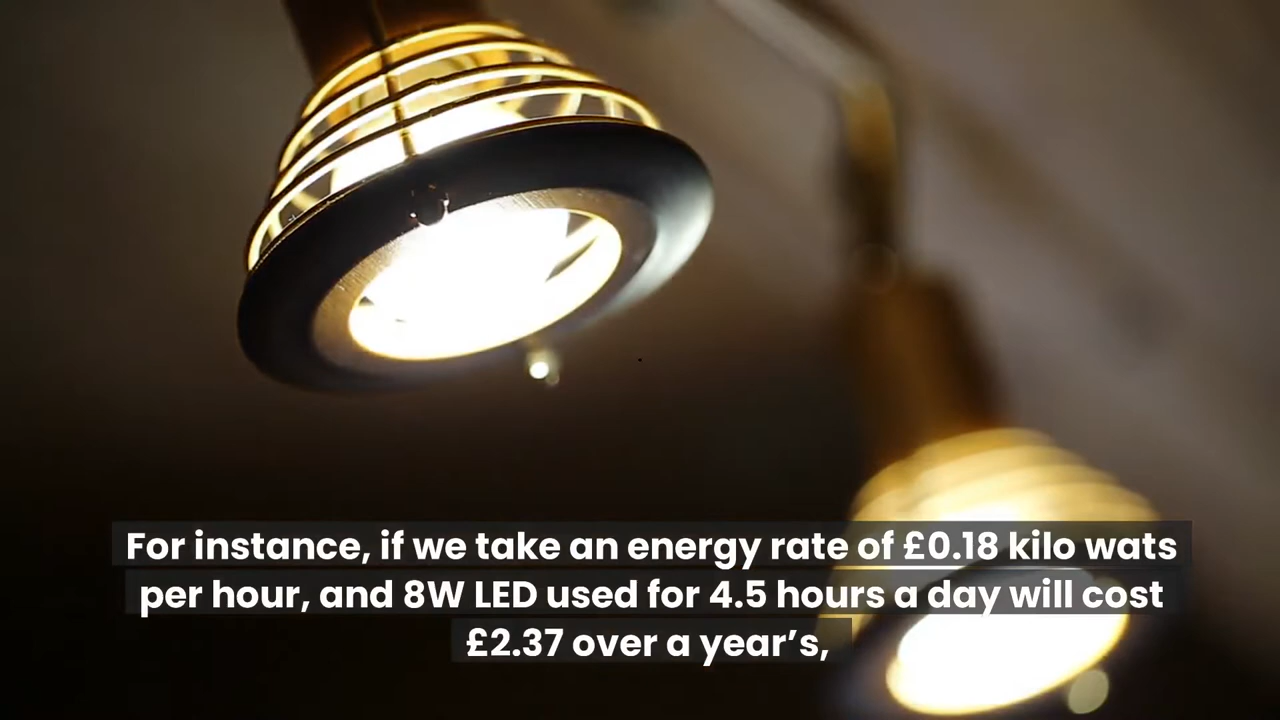 For instance, if we take an energy rate of £0.18 kilo wats
per hour, and 8W LED used for 4.5 hours a day will cost
£2.37 over a year’s,